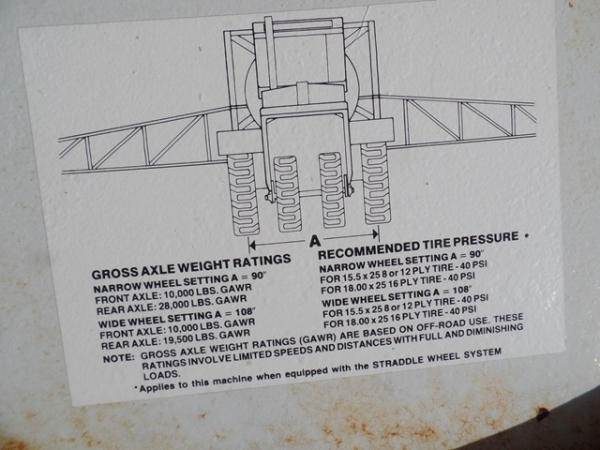 A
GROSS AXLE WEIGHT RATINGS
NARROW WHEEL SETTING A = 90"
FRONT AXLE: 10,000 LBS. GAWR
REAR AXLE: 28,000 LBS. GAWR
WIDE WHEEL SETTING A = 108"
FRONT AXLE: 10,000 LBS. GAWR
REAR AXLE: 19,500 LBS. GAWR
RECOMMENDED TIRE PRESSURE *
NARROW WHEEL SETTING A = 90"
FOR 15.5 x 25 8 or 12 PLY TIRE - 40 PSI
FOR 18.00 x 25 16 PLY TIRE - 40 PSI
WIDE WHEEL SETTING A = 108"
FOR 15.5 x 25 8 or 12 PLY TIRE - 40 PSI
FOR 18.00 x 25 16 PLY TIRE - 40 PSI
NOTE: GROSS AXLE WEIGHT RATINGS (GAWR) ARE BASED ON OFF-ROAD USE. THESE
RATINGS INVOLVE LIMITED SPEEDS AND DISTANCES WITH FULL AND DIMINISHING
LOADS.
*Applies to this machine when equipped with the STRADDLE WHEEL SYSTEM